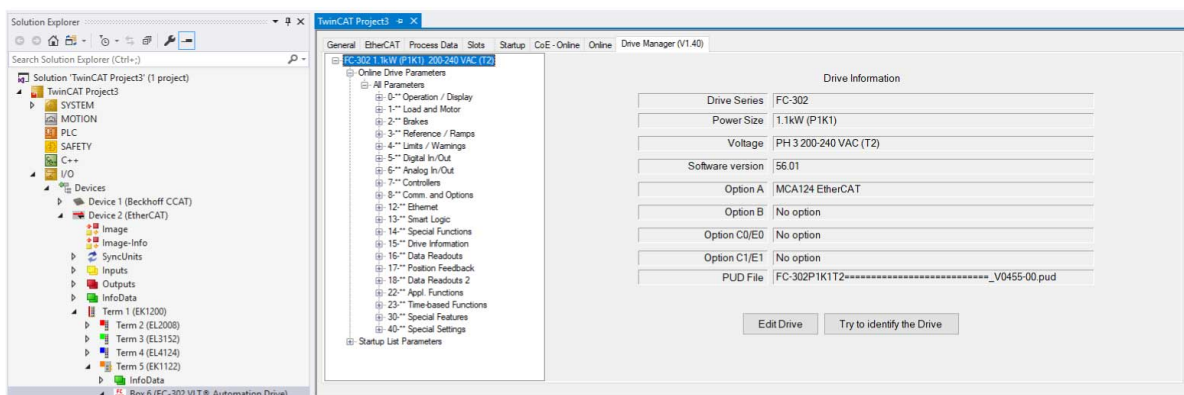 Solution Explorer
Search Solution Explorer (Ctrl+;)
Solution 'TwinCAT Project3' (1 project)
TwinCAT Project3
SYSTEM
MOTION
PLC
SAFETY
C++
I/O
Devices
Device 1 (Beckhoff CCAT)
Device 2 (EtherCAT)
Image
Image-Info
SyncUnits
Inputs
Outputs
InfoData
Term 1 (EK1200)
Term 2 (EL2008)
Term 3 (EL3152)
Term 4 (EL4124)
Term 5 (EK1122)
InfoData
Box 6 (FC-302 VLT® Automation Drive)
TwinCAT Project3
General EtherCAT Process Data Slots Startup CoE - Online Online Drive Manager (V1.40)
FC-302 1.1kW (P1K1) 200-240 VAC (T2)
Online Drive Parameters
All Parameters
0-** Operation / Display
1-** Load and Motor
2-** Brakes
3-** Reference / Ramps
4-** Limits / Warnings
5-** Digital In/Out
6-** Analog In/Out
7-** Controllers
8-** Comm. and Options
12-** Ethernet
13-** Smart Logic
14-** Special Functions
15-** Drive Information
16-** Data Readouts
17-** Position Feedback
18-** Data Readouts 2
22-** Appl. Functions
23-** Time-based Functions
30-** Special Features
40-** Special Settings
Startup List Parameters
Drive Information
Drive Series FC-302
Power Size 1.1kW (P1K1)
Voltage PH 3 200-240 VAC (T2)
Software version 56.01
Option A MCA124 EtherCAT
Option B No option
Option C0/E0 No option
Option C1/E1 No option
PUD File FC-302P1K1T2===========================_V0455-00.pud
Edit Drive Try to identify the Drive